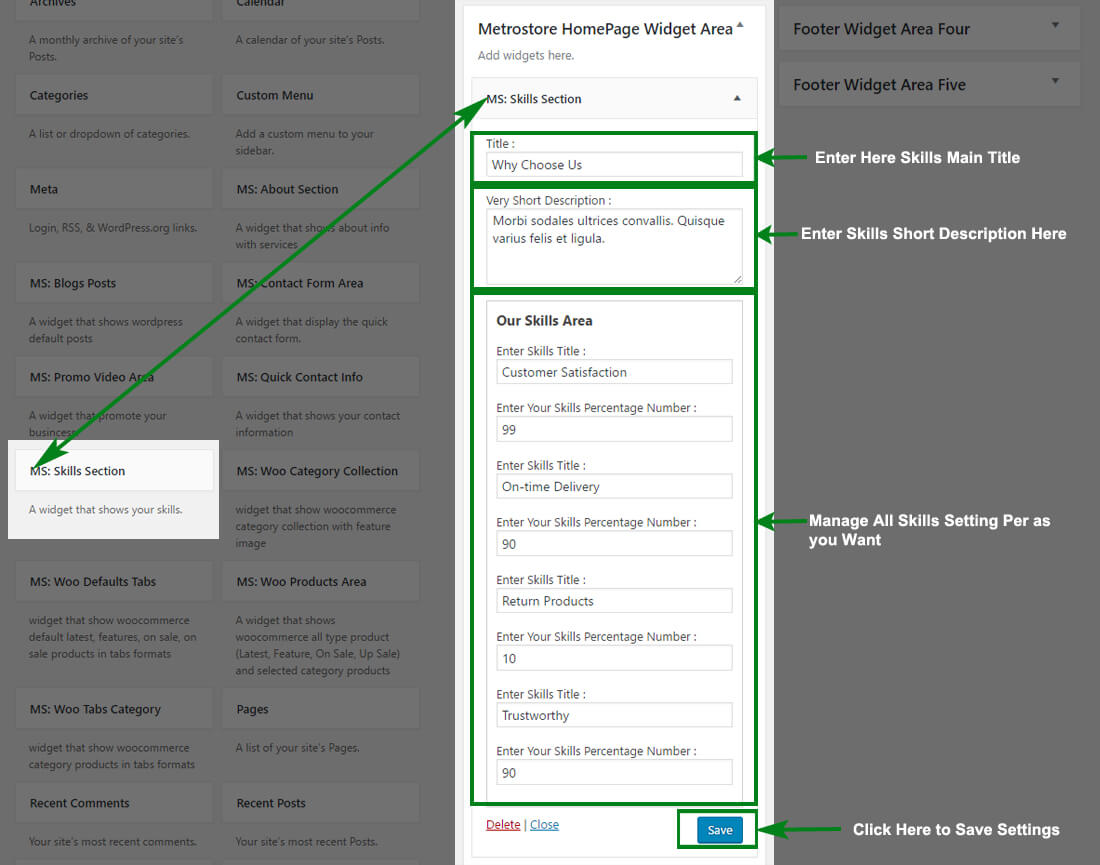 Archives
Calendar
A monthly archive of your site's
Posts.
A calendar of your site's Posts.
Categories
Custom Menu
A list or dropdown of categories.
Add a custom menu to your
sidebar.
Meta
MS: About Section
Login, RSS, & WordPress.org links.
A widget that shows about info
with services
MS: Blogs Posts
MS: Contact Form Area
A widget that shows wordpress
default posts
A widget that display the quick
contact form.
MS: Promo Video Area
MS: Quick Contact Info
A widget that promote your
business
A widget that shows your contact
information
MS: Skills Section
MS: Woo Category Collection
A widget that shows your skills.
widget that show woocommerce
category collection with feature
image
MS: Woo Defaults Tabs
MS: Woo Products Area
widget that show woocommerce
default latest, features, on sale, on
sale products in tabs formats
A widget that shows
woocommerce all type product
(Latest, Feature, On Sale, Up Sale)
and selected category products
MS: Woo Tabs Category
Pages
widget that show woocommerce
category products in tabs formats
A list of your site's Pages.
Recent Comments
Recent Posts
Your site's most recent comments.
Your site's most recent Posts.
Metrostore HomePage Widget Area
Add widgets here.
MS: Skills Section
Title :
Why Choose Us
Very Short Description :
Morbi sodales ultrices convallis. Quisque
varius felis et ligula.
Our Skills Area
Enter Skills Title :
Customer Satisfaction
Enter Your Skills Percentage Number :
99
Enter Skills Title :
On-time Delivery
Enter Your Skills Percentage Number :
90
Enter Skills Title :
Return Products
Enter Your Skills Percentage Number :
10
Enter Skills Title :
Trustworthy
Enter Your Skills Percentage Number :
90
Delete | Close
Save
Footer Widget Area Four
Footer Widget Area Five
Enter Here Skills Main Title
Enter Skills Short Description Here
Manage All Skills Setting Per as
you Want
Click Here to Save Settings